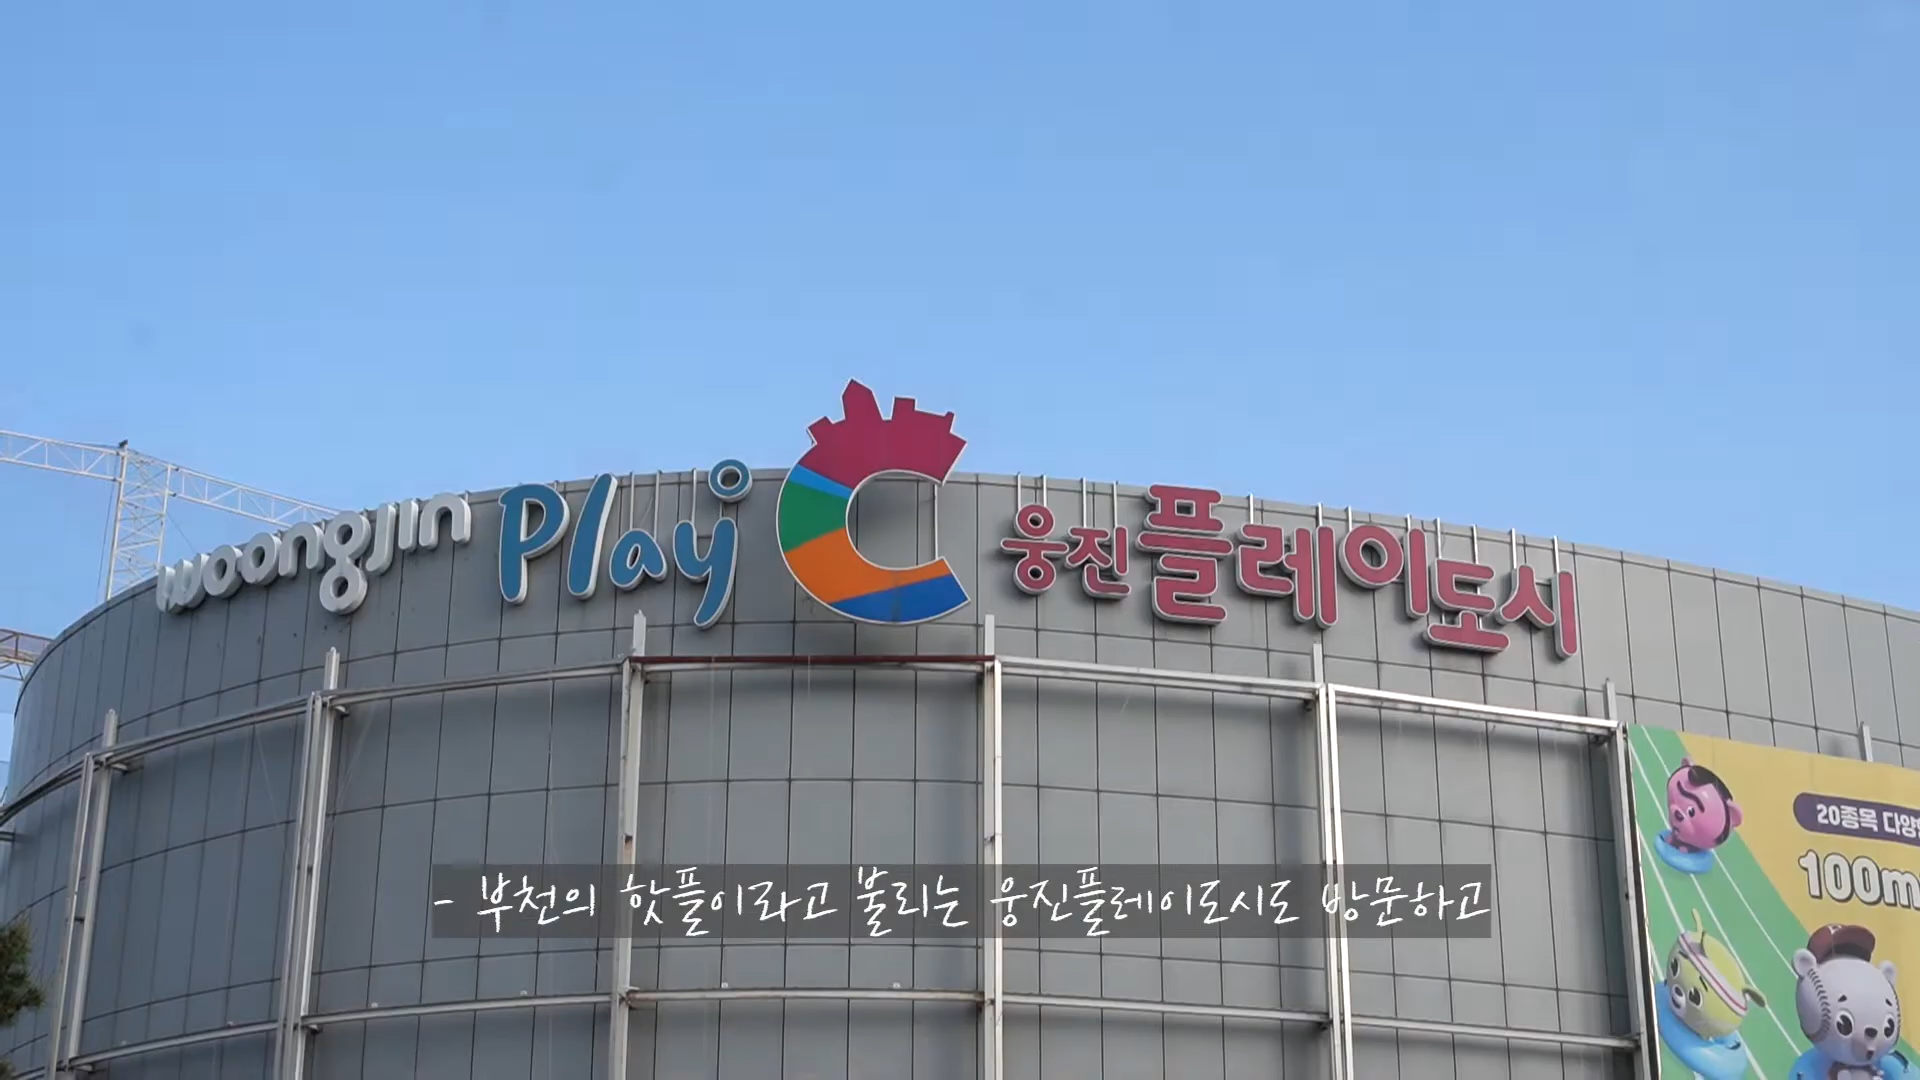 woongjin Play°C 웅진플레이도시
20종목 다양
100m
- 부천의 핫플이라고 불리는 웅진플레이도시도 방문하고